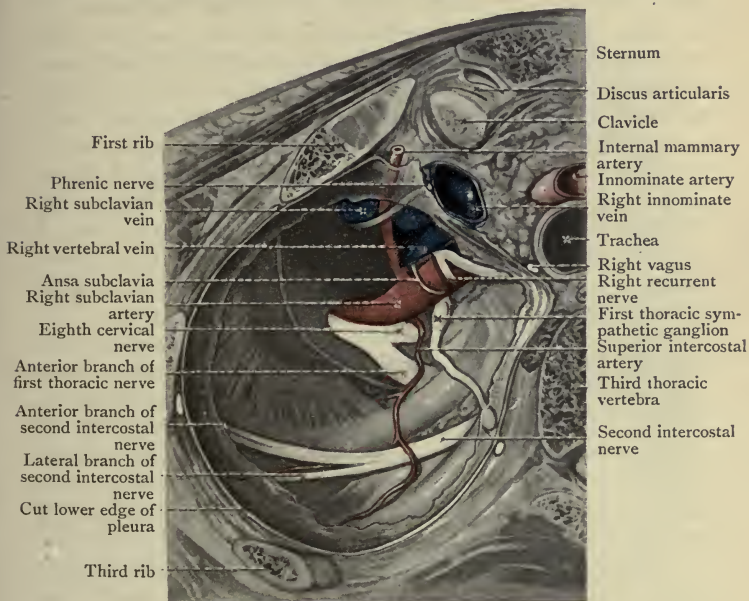 First rib
Phrenic nerve
Right subclavian
vein
Right vertebral vein
Ansa subclavia
Right subclavian
artery
Eighth cervical
nerve
Anterior branch of
first thoracic nerve
Anterior branch of
second intercostal
nerve
Lateral branch of
second intercostal
nerve
Cut lower edge of
pleura
Third rib
Sternum
Discus articularis
Clavicle
Internal mammary
artery
Innominate artery
Right innominate
vein
Trachea
Right vagus
Right recurrent
nerve
First thoracic sym-
pathetic ganglion
Superior intercostal
artery
Third thoracic
vertebra
Second intercostal
nerve